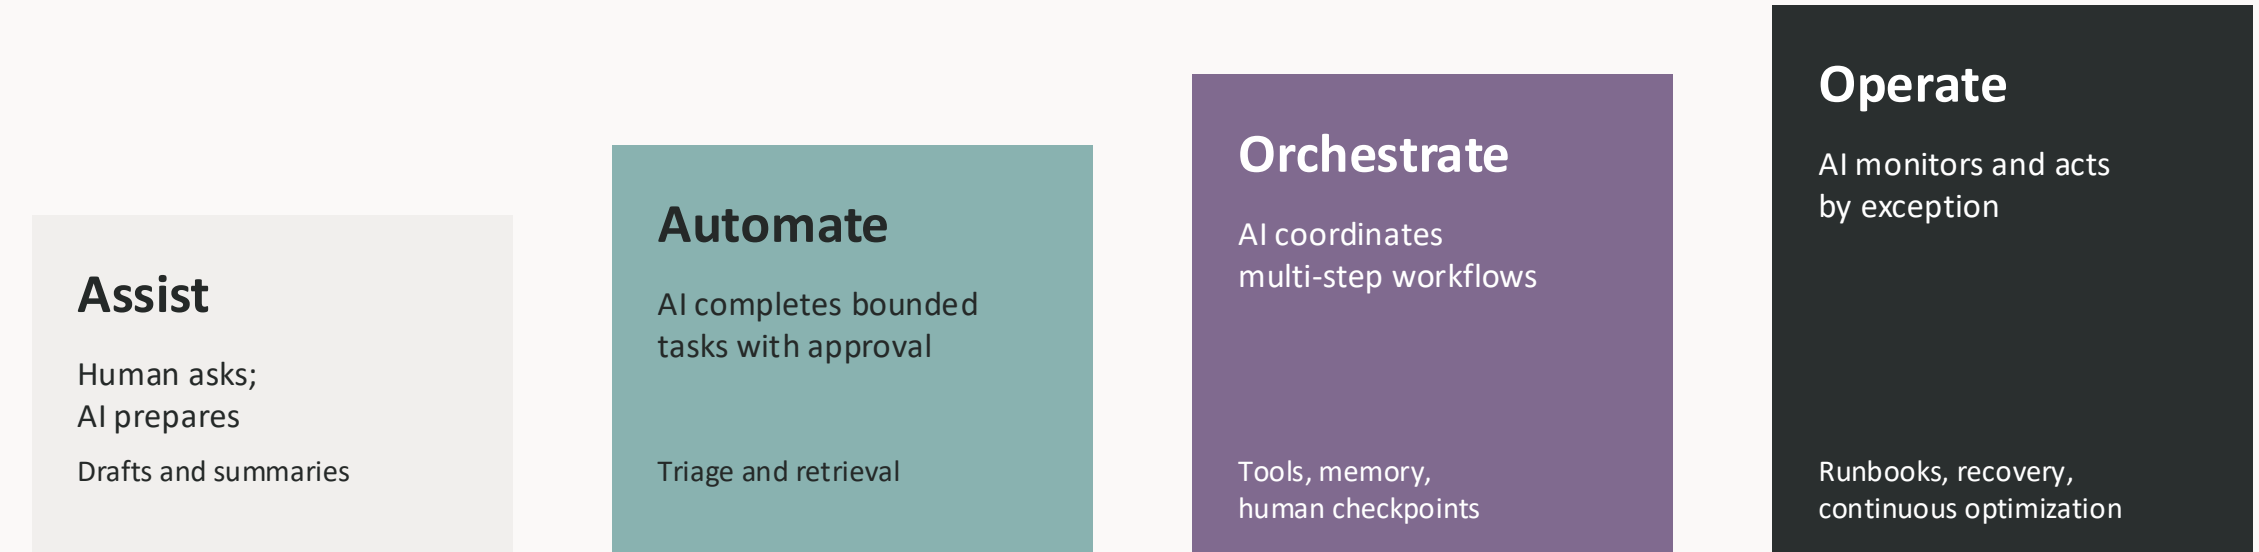 Assist
Human asks;
AI prepares
Drafts and summaries
Automate
AI completes bounded
tasks with approval
Triage and retrieval
Orchestrate
AI coordinates
multi-step workflows
Tools, memory,
human checkpoints
Operate
AI monitors and acts
by exception
Runbooks, recovery,
continuous optimization